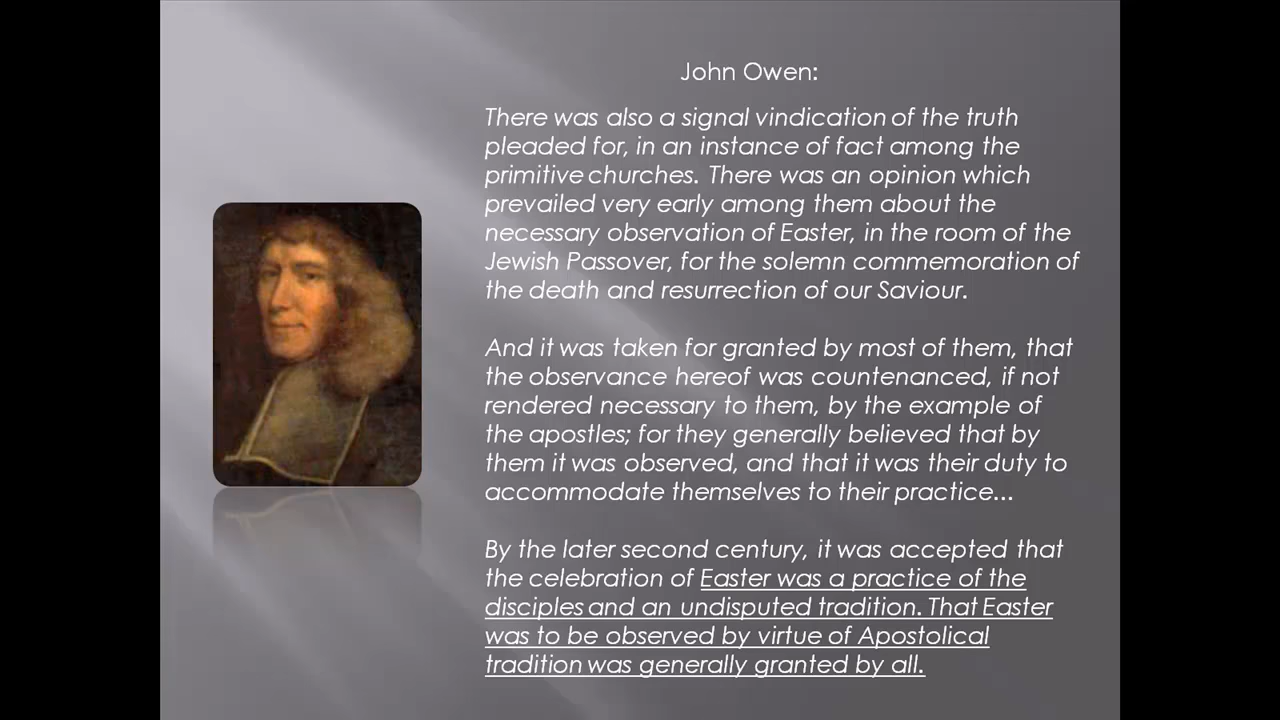 John Owen:
There was also a signal vindication of the truth
pleaded for, in an instance of fact among the
primitive churches. There was an opinion which
prevailed very early among them about the
necessary observation of Easter, in the room of the
Jewish Passover, for the solemn commemoration of
the death and resurrection of our Saviour.
And it was taken for granted by most of them, that
the observance hereof was countenanced, if not
rendered necessary to them, by the example of
the apostles; for they generally believed that by
them it was observed, and that it was their duty to
accommodate themselves to their practice...
By the later second century, it was accepted that
the celebration of Easter was a practice of the
disciples and an undisputed tradition. That Easter
was to be observed by virtue of Apostolical
tradition was generally granted by all.